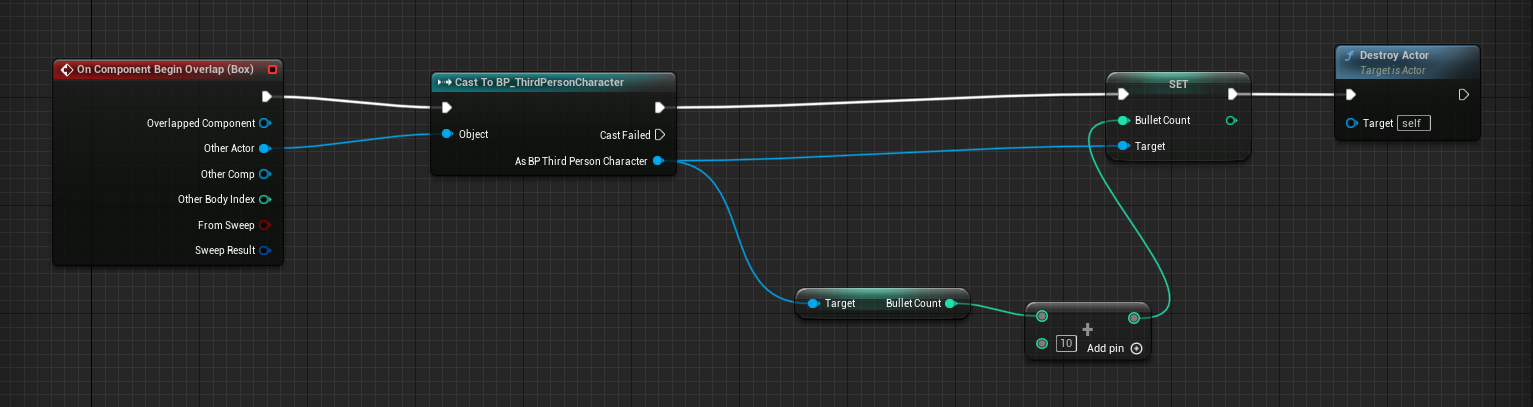 On Component Begin Overlap (Box)
Overlapped Component
Other Actor
Other Comp
Other Body Index
From Sweep
Sweep Result
Cast To BP_ThirdPersonCharacter
Object
Cast Failed
As BP Third Person Character
Target
Bullet Count
10
Add pin
SET
Bullet Count
Target
f
Destroy Actor
Target is Actor
Target self